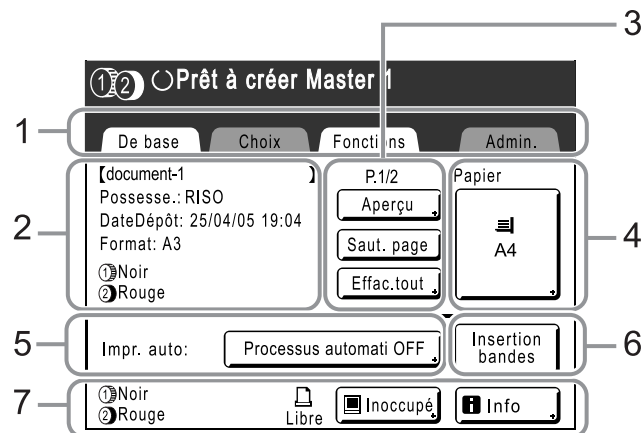 3
①② Prêt à créer Master 1
1
De base Choix Fonctions Admin.
2
【document-1 】
Possesse.: RISO
DateDépôt: 25/04/05 19:04
Format: A3
①Noir
②Rouge
P.1/2
Aperçu
Saut. page
Effac.tout
Papier
A4
4
5
Impr. auto: Processus automati OFF
Insertion
bandes
6
7
①Noir
②Rouge
Libre
Inoccupé
Info